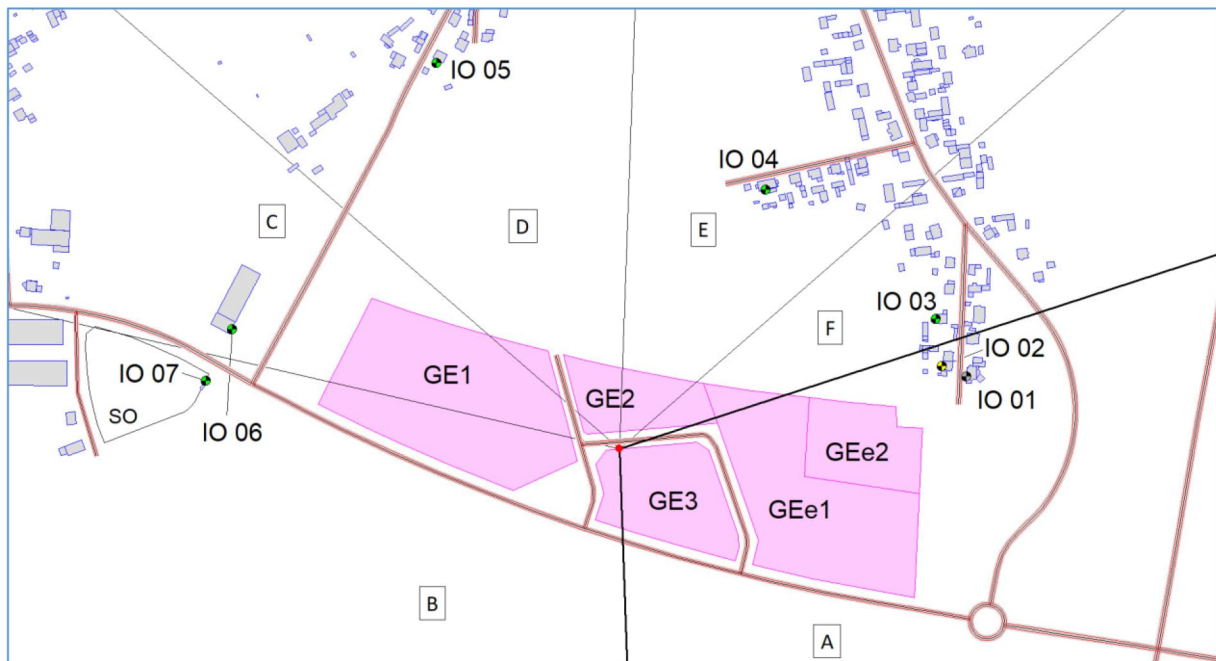 IO 05
IO 04
C
D
E
IO 03
F
IO 02
IO 07
GE1
GE2
IO 01
SO
IO 06
GEe2
GE3
GEe1
B
A